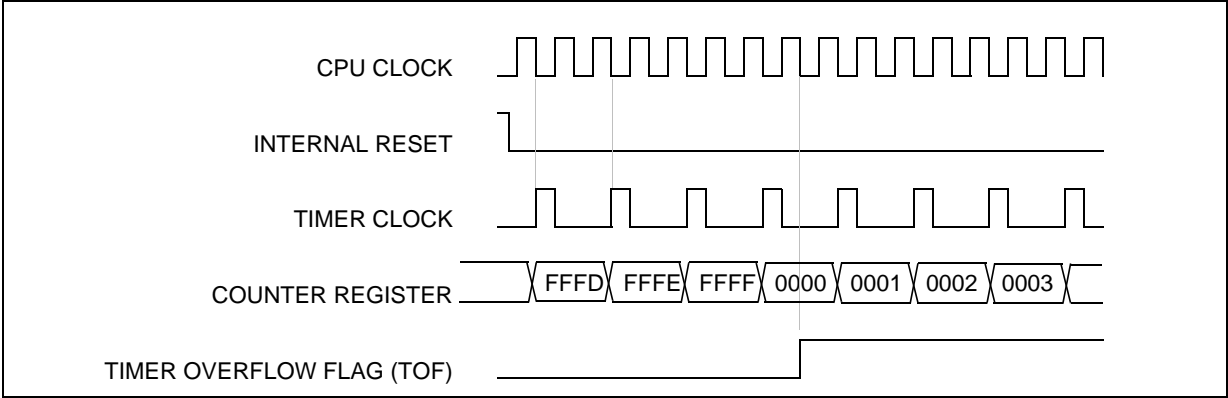 CPU CLOCK
INTERNAL RESET
TIMER CLOCK
COUNTER REGISTER FFFD FFFE FFFF 0000 0001 0002 0003
TIMER OVERFLOW FLAG (TOF)